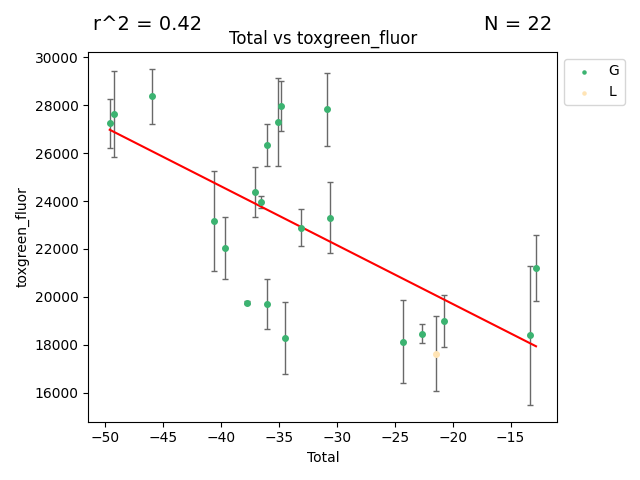 r^2 = 0.42
N = 22
Total vs toxgreen_fluor
G
L
30000
28000
26000
24000
22000
20000
18000
16000
toxgreen_fluor
−50
−45
−40
−35
−30
−25
−20
−15
Total